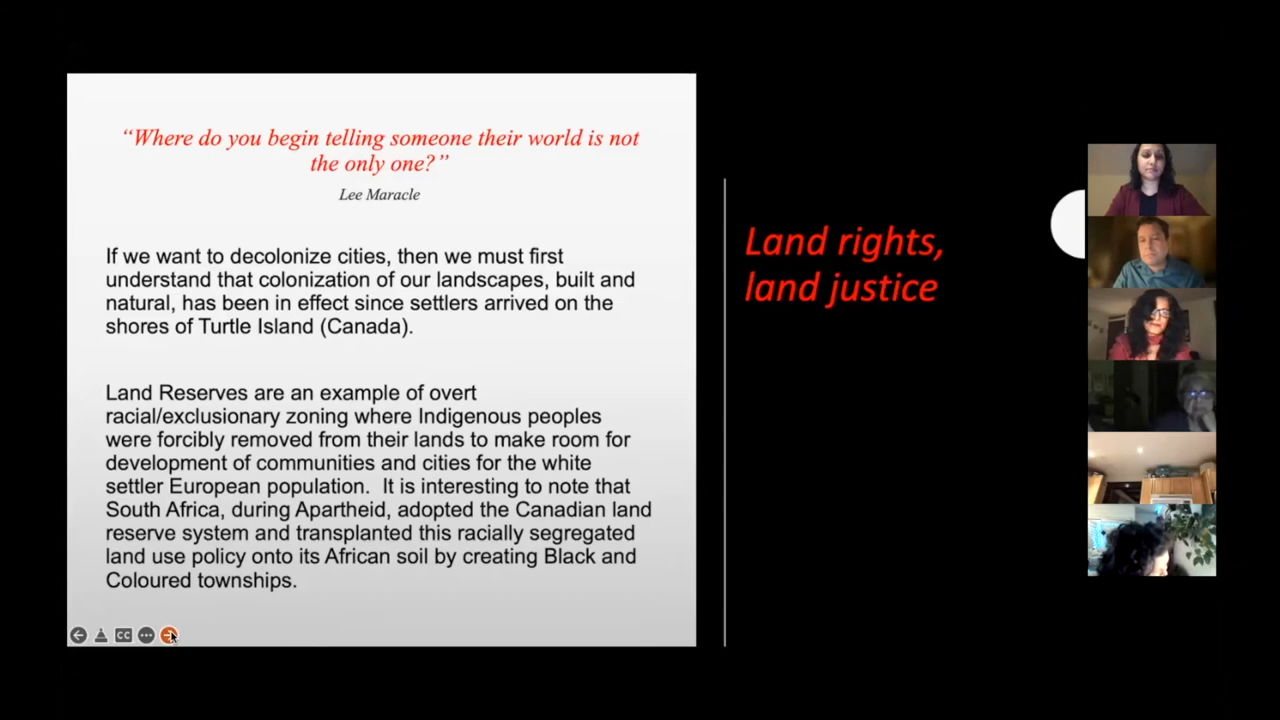 “Where do you begin telling someone their world is not
the only one?”
Lee Maracle
If we want to decolonize cities, then we must first
understand that colonization of our landscapes, built and
natural, has been in effect since settlers arrived on the
shores of Turtle Island (Canada).
Land Reserves are an example of overt
racial/exclusionary zoning where Indigenous peoples
were forcibly removed from their lands to make room for
development of communities and cities for the white
settler European population.  It is interesting to note that
South Africa, during Apartheid, adopted the Canadian land
reserve system and transplanted this racially segregated
land use policy onto its African soil by creating Black and
Coloured townships.
CC
Land rights,
land justice